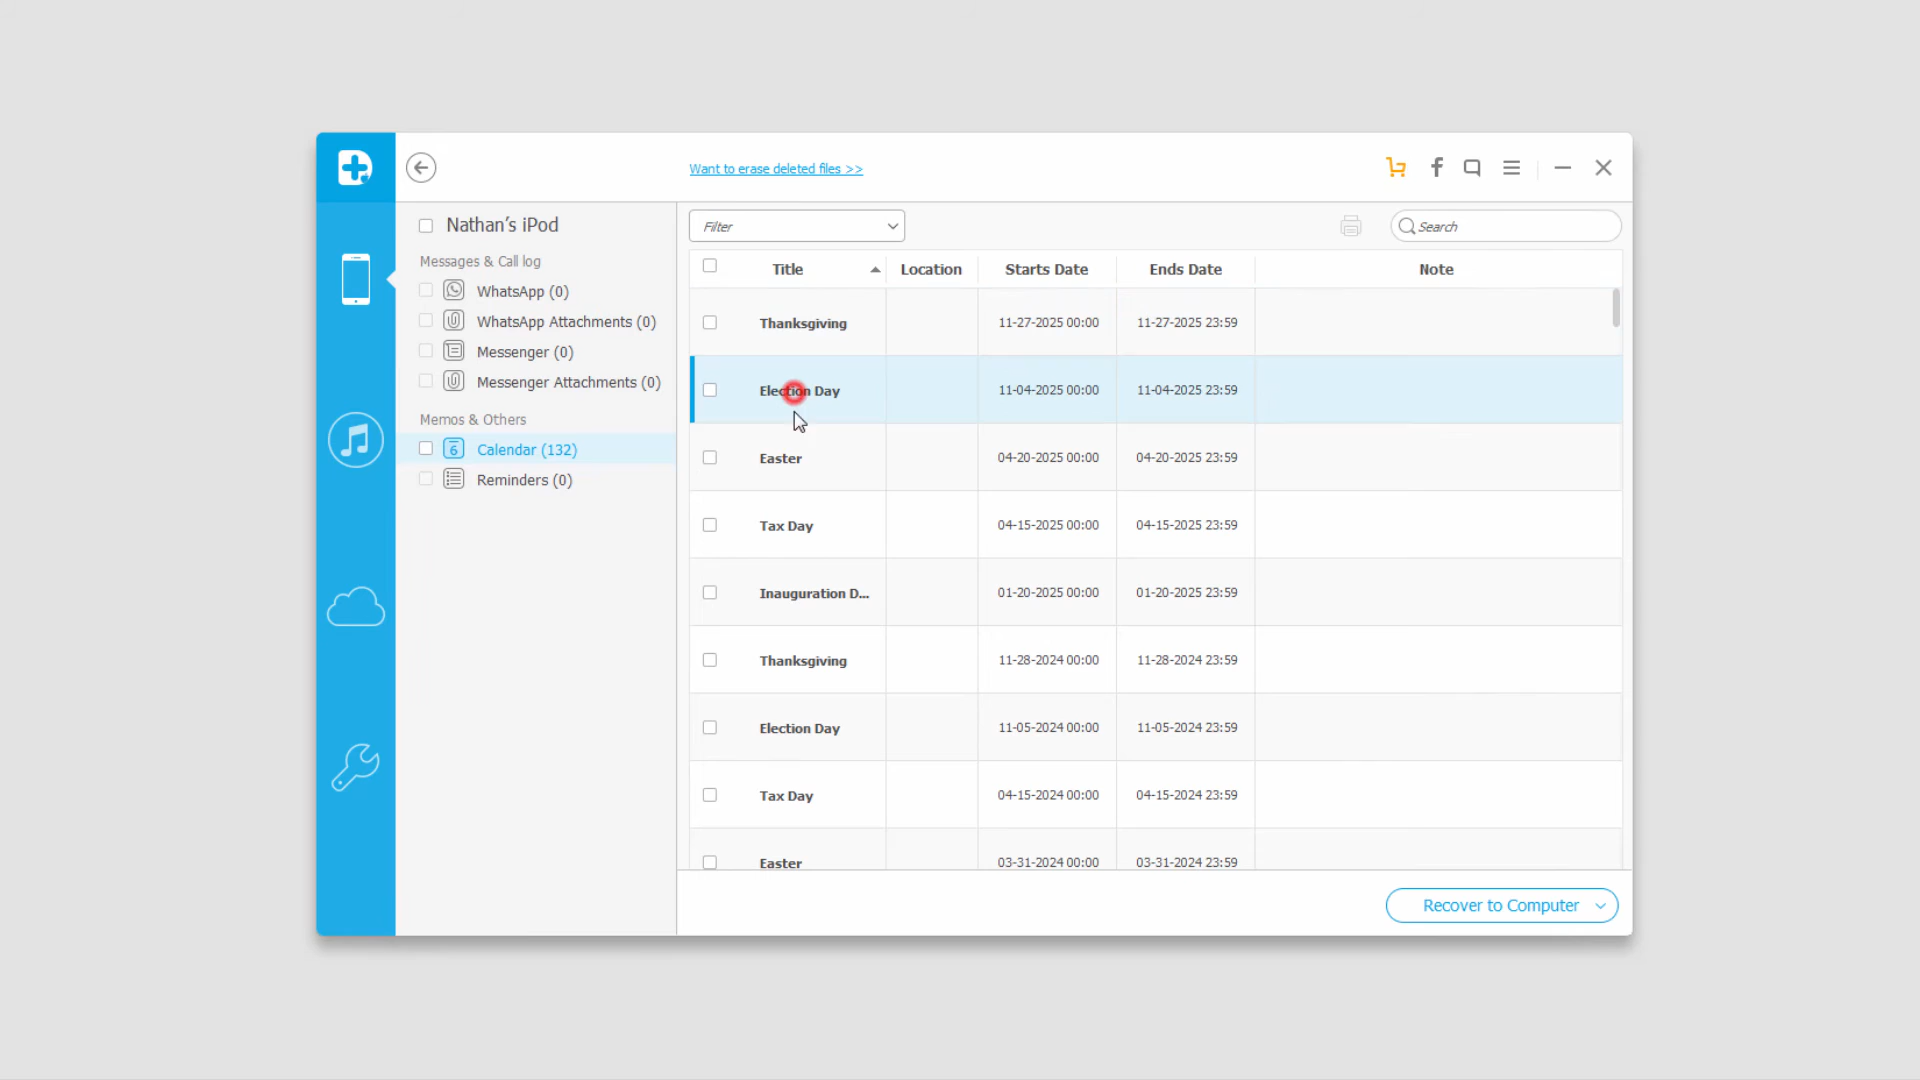 Want to erase deleted files >>
Nathan's iPod
Messages & Call log
WhatsApp (0)
WhatsApp Attachments (0)
Messenger (0)
Messenger Attachments (0)
Memos & Others
6 Calendar (132)
Reminders (0)
Filter
Search
Title Location Starts Date Ends Date Note
Thanksgiving 11-27-2025 00:00 11-27-2025 23:59
Election Day 11-04-2025 00:00 11-04-2025 23:59
Easter 04-20-2025 00:00 04-20-2025 23:59
Tax Day 04-15-2025 00:00 04-15-2025 23:59
Inauguration D... 01-20-2025 00:00 01-20-2025 23:59
Thanksgiving 11-28-2024 00:00 11-28-2024 23:59
Election Day 11-05-2024 00:00 11-05-2024 23:59
Tax Day 04-15-2024 00:00 04-15-2024 23:59
Easter 03-31-2024 00:00 03-31-2024 23:59
Recover to Computer